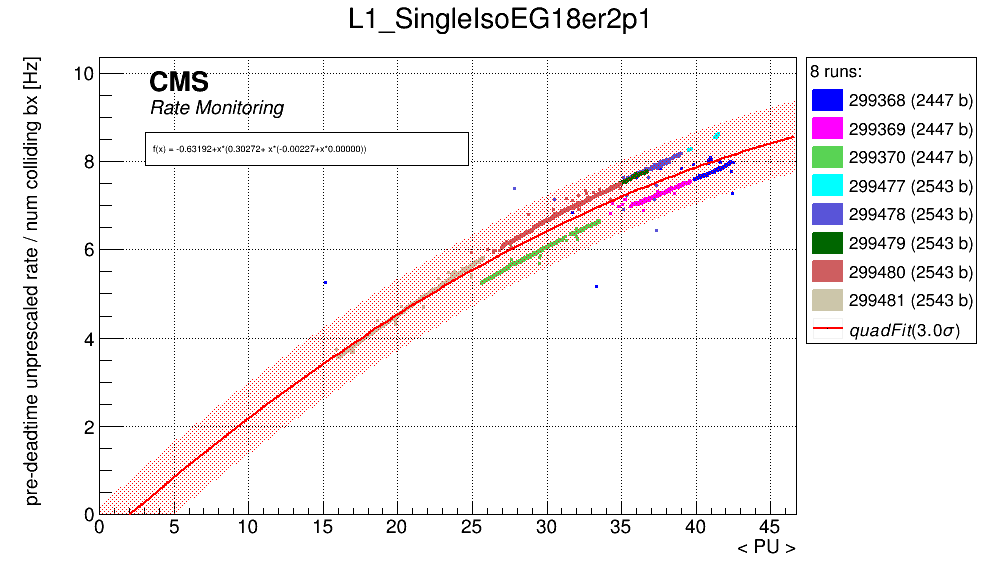 L1_SingleIsoEG18er2p1
pre-deadtime unprescaled rate / num colliding bx [Hz]
10
8
6
4
2
0
CMS
Rate Monitoring
f(x) = -0.63192+x*(0.30272+ x*(-0.00227+x*0.00000))
0 5 10 15 20 25 30 35 40 45
< PU >
8 runs:
299368 (2447 b)
299369 (2447 b)
299370 (2447 b)
299477 (2543 b)
299478 (2543 b)
299479 (2543 b)
299480 (2543 b)
299481 (2543 b)
quadFit(3.0σ)